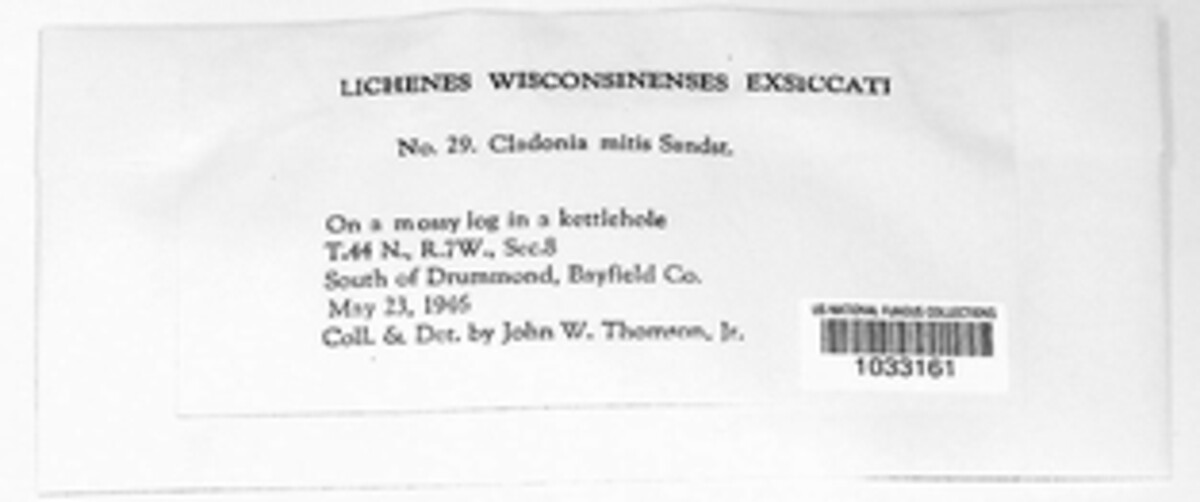 LICHENES WISCONSINENSES EXSICCATI
No. 29. Cladonia mitis Sandst.
On a mossy log in a kettlehole
T.44 N., R.7W., Sec.8
South of Drummond, Bayfield Co.
May 23, 1946
Coll. & Det. by John W. Thomson, Jr.
US NATIONAL FUNGUS COLLECTIONS
1033161